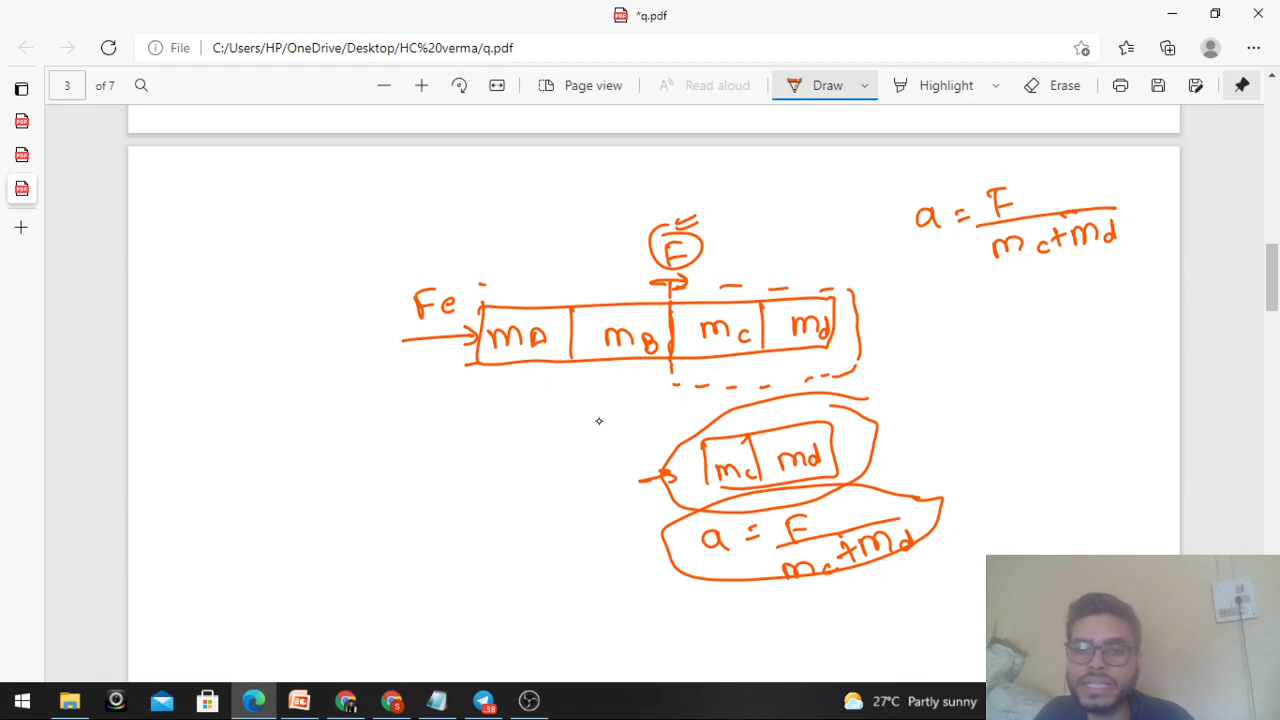 *q.pdf
File
C:/Users/HP/OneDrive/Desktop/HC%20verma/q.pdf
3 of 7
Page view
Read aloud
Draw
Highlight
Erase
a = F / mc+md
F
Fe
mA mB mc md
mc md
a = F / mc+md
27°C Partly sunny